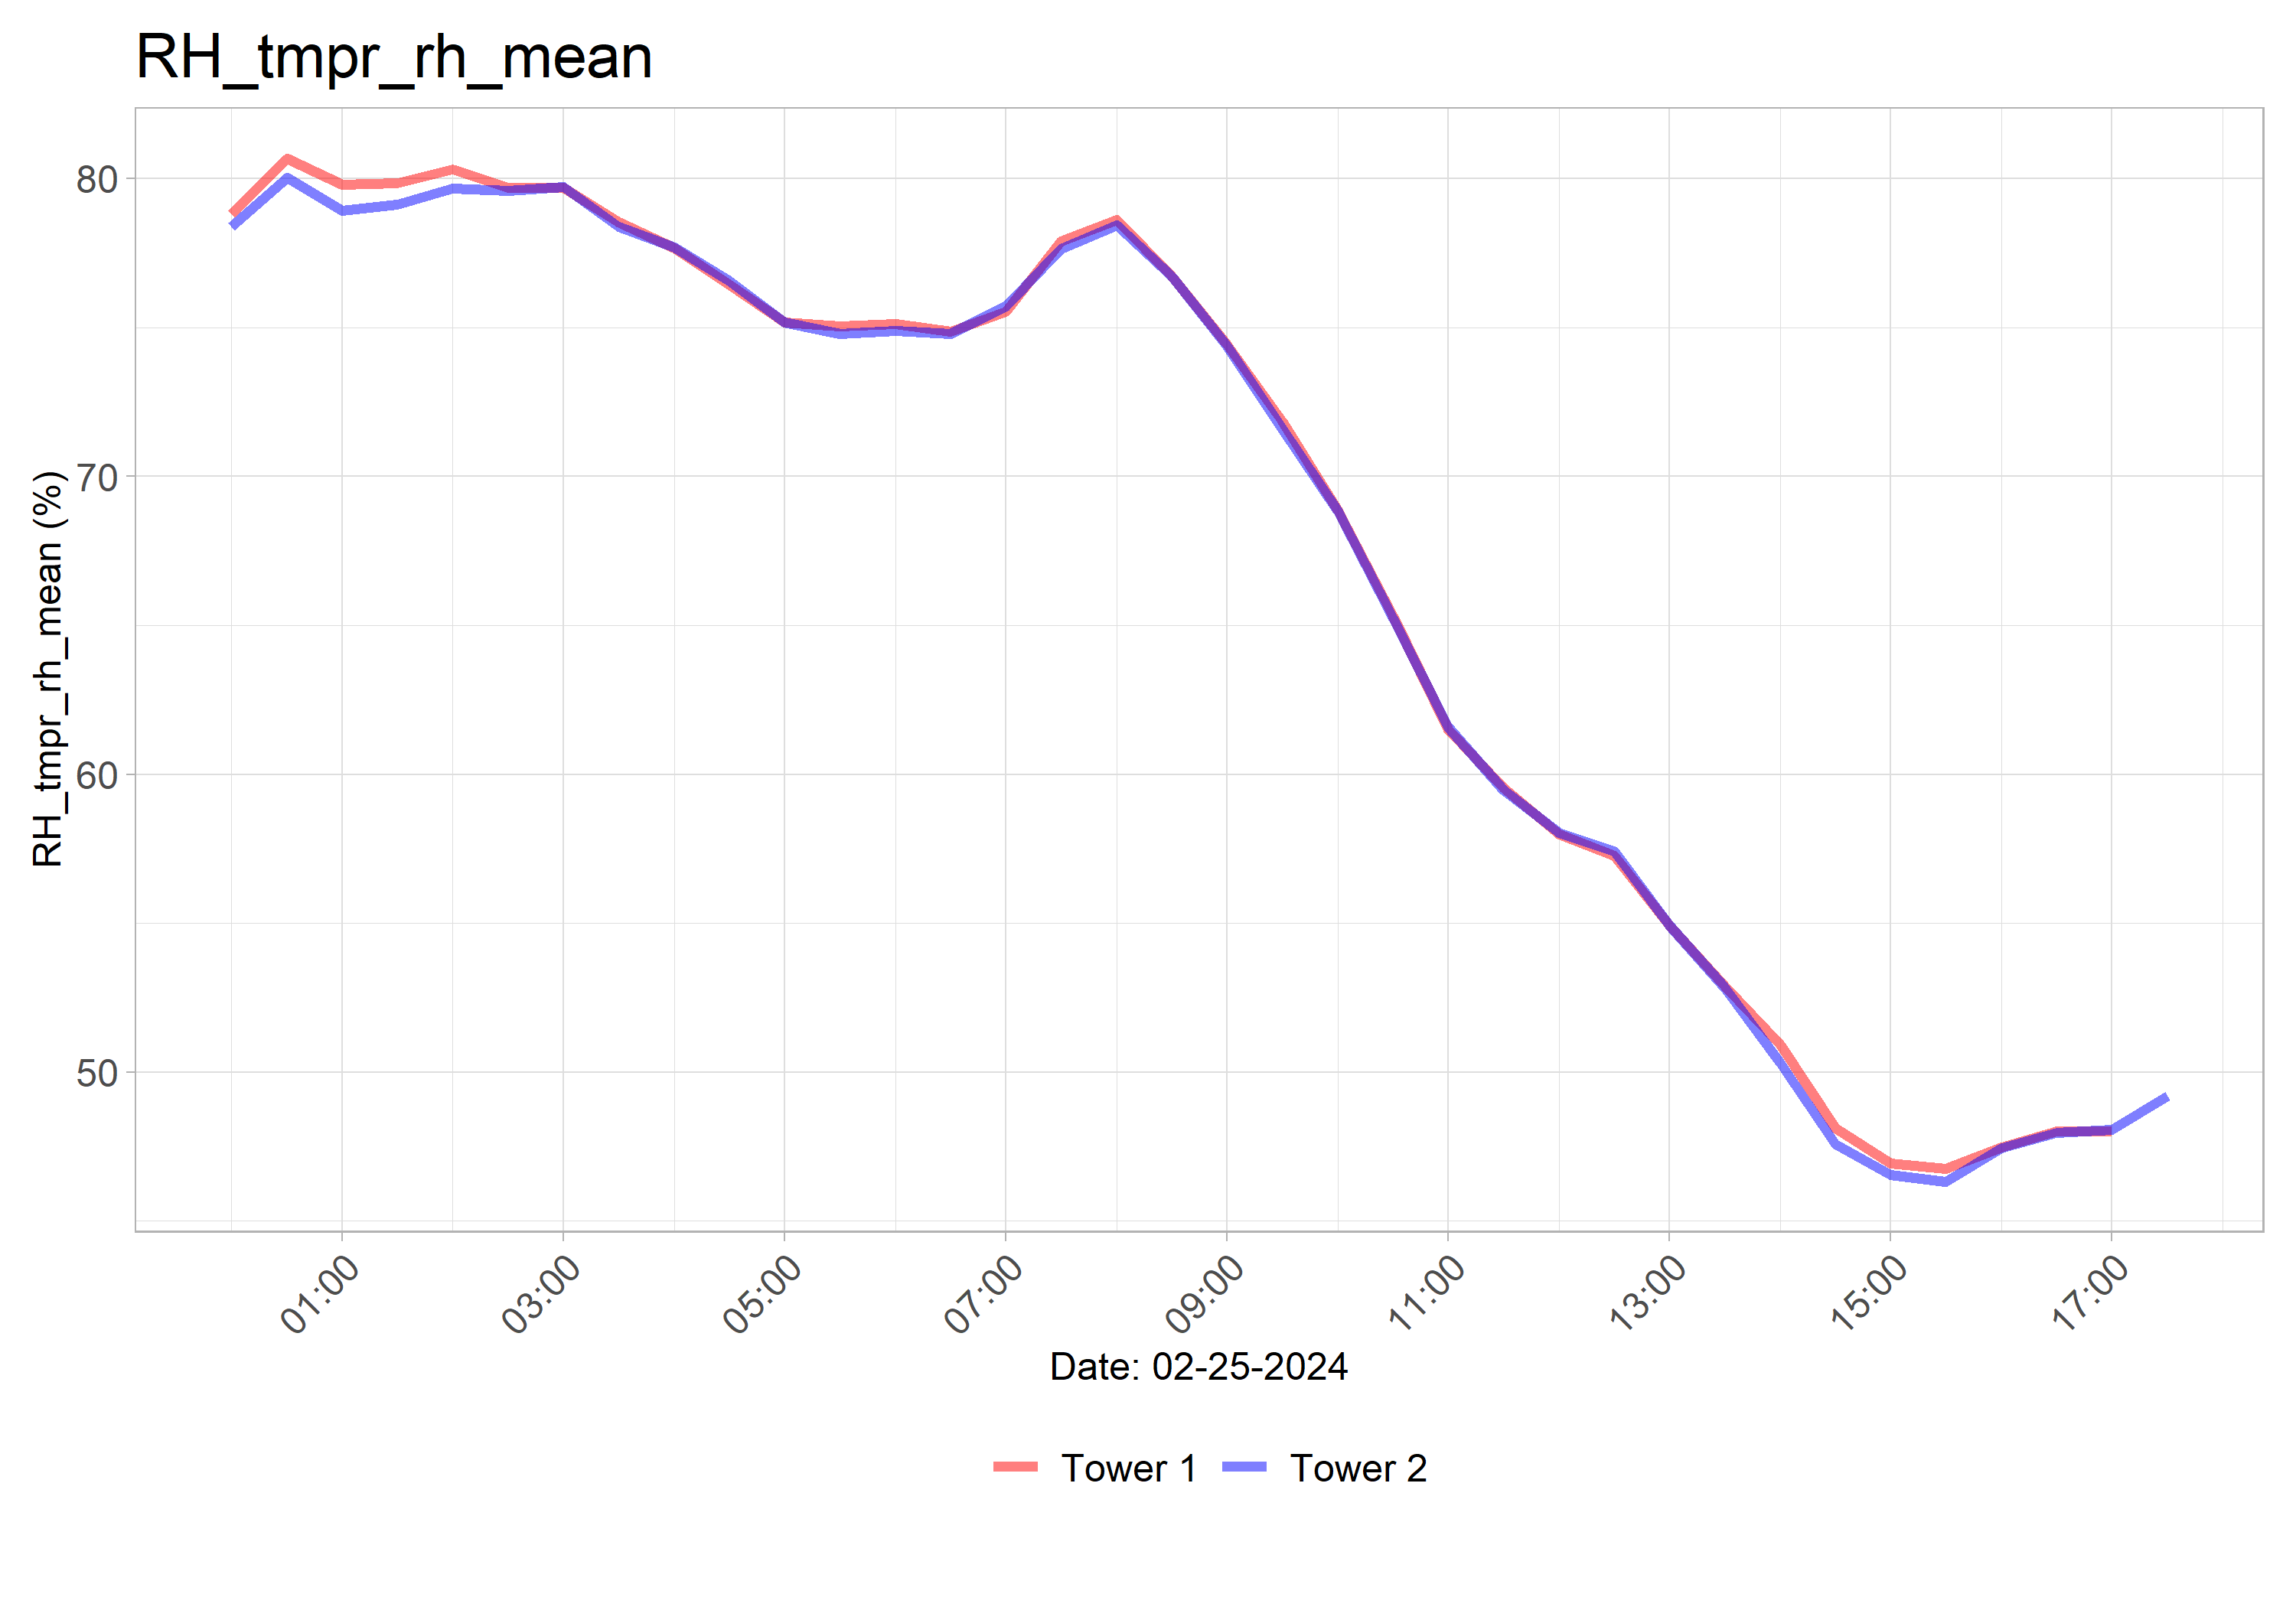 RH_tmpr_rh_mean
RH_tmpr_rh_mean (%)
80
70
60
50
01:00 03:00 05:00 07:00 09:00 11:00 13:00 15:00 17:00
Date: 02-25-2024
Tower 1 Tower 2